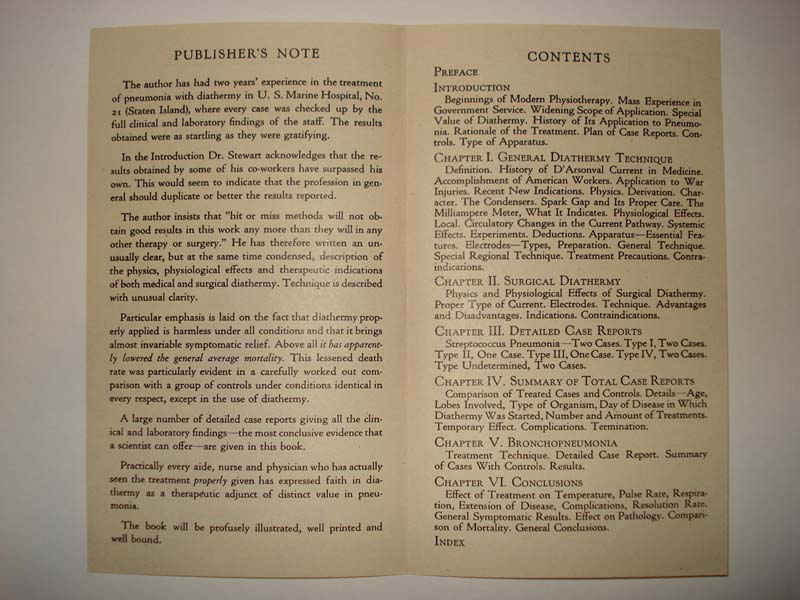 PUBLISHER'S NOTE
The author has had two years' experience in the treatment
of pneumonia with diathermy in U. S. Marine Hospital, No.
21 (Staten Island), where every case was checked up by the
full clinical and laboratory findings of the staff. The results
obtained were as startling as they were gratifying.
In the Introduction Dr. Stewart acknowledges that the re-
sults obtained by some of his co-workers have surpassed his
own. This would seem to indicate that the profession in gen-
eral should duplicate or better the results reported.
The author insists that "hit or miss methods will not ob-
tain good results in this work any more than they will in any
other therapy or surgery." He has therefore written an un-
usually clear, but at the same time condensed, description of
the physics, physiological effects and therapeutic indications
of both medical and surgical diathermy. Technique is described
with unusual clarity.
Particular emphasis is laid on the fact that diathermy prop-
erly applied is harmless under all conditions and that it brings
almost invariable symptomatic relief. Above all it has apparent-
ly lowered the general average mortality. This lessened death
rate was particularly evident in a carefully worked out com-
parison with a group of controls under conditions identical in
every respect, except in the use of diathermy.
A large number of detailed case reports giving all the clin-
ical and laboratory findings—the most conclusive evidence that
a scientist can offer—are given in this book.
Practically every aide, nurse and physician who has actually
seen the treatment properly given has expressed faith in dia-
thermy as a therapeutic adjunct of distinct value in pneu-
monia.
The book will be profusely illustrated, well printed and
well bound.
CONTENTS
PREFACE
INTRODUCTION
Beginnings of Modern Physiotherapy. Mass Experience in
Government Service. Widening Scope of Application. Special
Value of Diathermy. History of Its Application to Pneumo-
nia. Rationale of the Treatment. Plan of Case Reports. Con-
trols. Type of Apparatus.
CHAPTER I. GENERAL DIATHERMY TECHNIQUE
Definition. History of D'Arsonval Current in Medicine.
Accomplishment of American Workers. Application to War
Injuries. Recent New Indications. Physics. Derivation. Char-
acter. The Condensers. Spark Gap and Its Proper Care. The
Milliampere Meter, What It Indicates. Physiological Effects.
Local. Circulatory Changes in the Current Pathway. Systemic
Effects. Experiments. Deductions. Apparatus—Essential Fea-
tures. Electrodes—Types, Preparation. General Technique.
Special Regional Technique. Treatment Precautions. Contra-
indications.
CHAPTER II. SURGICAL DIATHERMY
Physics and Physiological Effects of Surgical Diathermy.
Proper Type of Current. Electrodes. Technique. Advantages
and Disadvantages. Indications. Contraindications.
CHAPTER III. DETAILED CASE REPORTS
Streptococcus Pneumonia—Two Cases. Type I, Two Cases.
Type II, One Case. Type III, One Case. Type IV, Two Cases.
Type Undetermined, Two Cases.
CHAPTER IV. SUMMARY OF TOTAL CASE REPORTS
Comparison of Treated Cases and Controls. Details—Age,
Lobes Involved, Type of Organism, Day of Disease in Which
Diathermy Was Started, Number and Amount of Treatments.
Temporary Effect. Complications. Termination.
CHAPTER V. BRONCHOPNEUMONIA
Treatment Technique. Detailed Case Report. Summary
of Cases With Controls. Results.
CHAPTER VI. CONCLUSIONS
Effect of Treatment on Temperature, Pulse Rate, Respira-
tion, Extension of Disease, Complications, Resolution Rate.
General Symptomatic Results. Effect on Pathology. Compari-
son of Mortality. General Conclusions.
INDEX